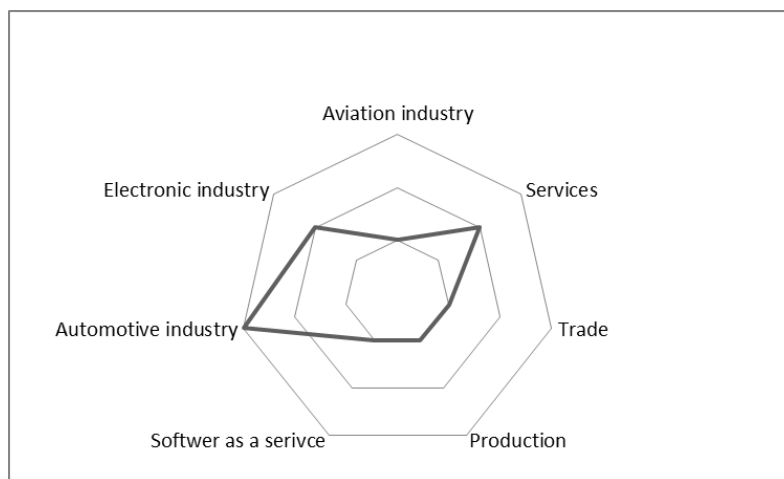 Aviation industry
Electronic industry
Services
Automotive industry
Trade
Softwer as a serivce
Production